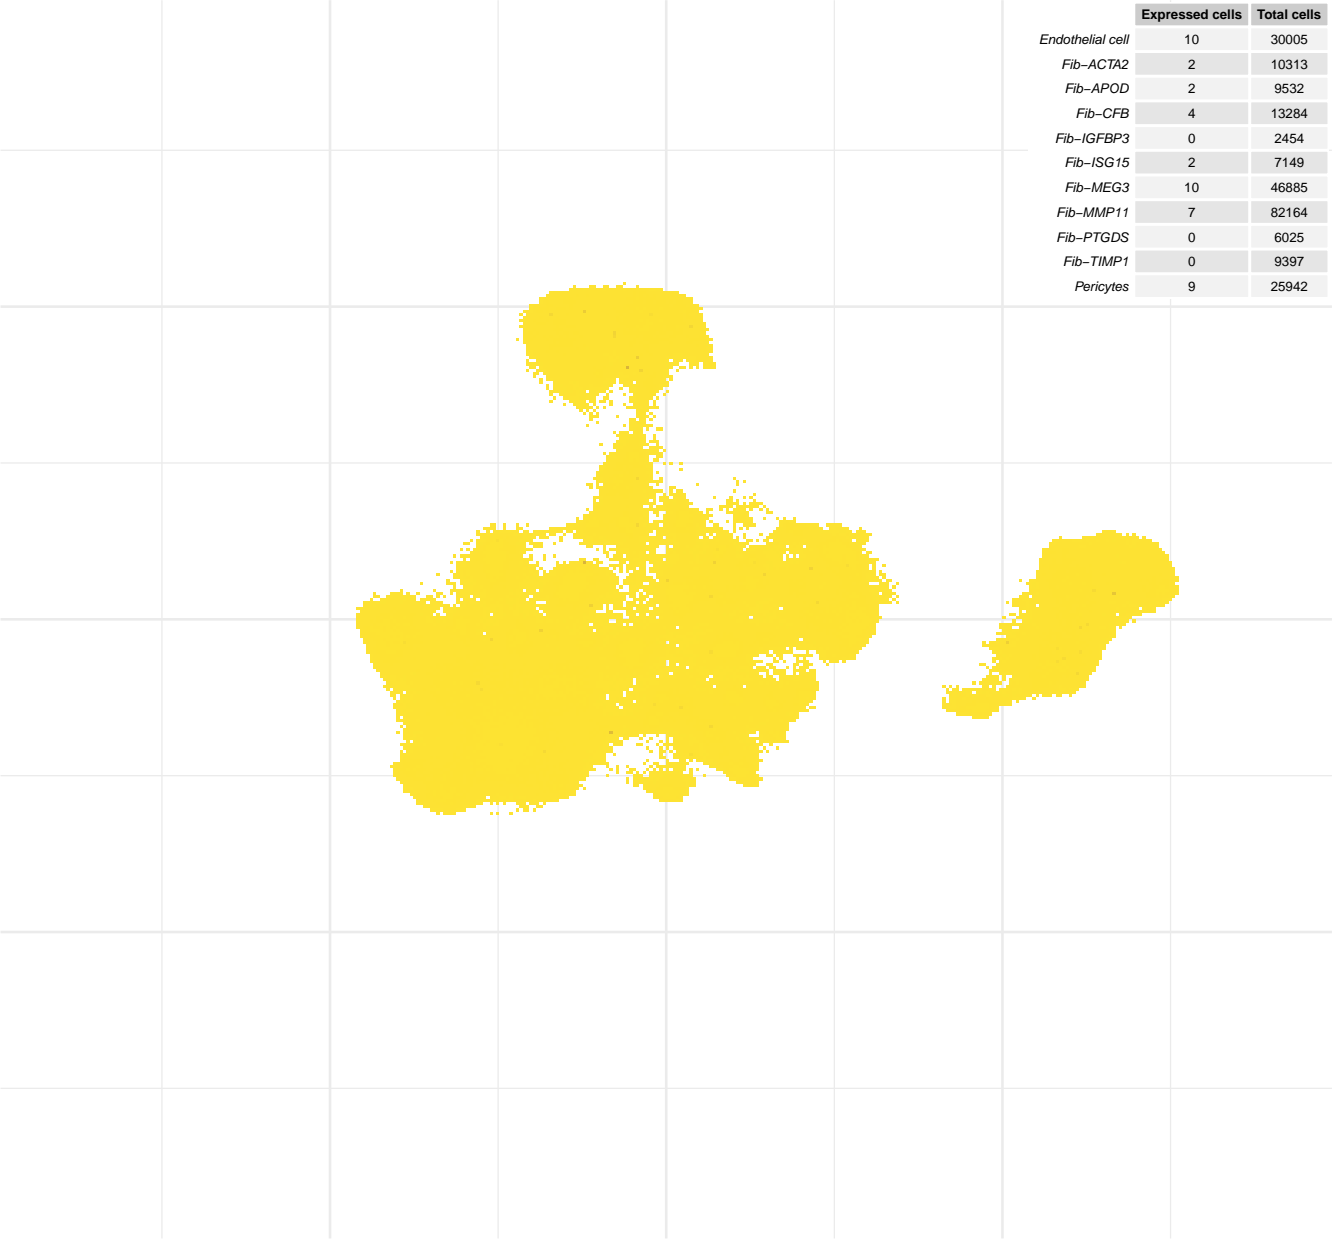 Expressed cells Total cells
Endothelial cell 10 30005
Fib−ACTA2 2 10313
Fib−APOD 2 9532
Fib−CFB 4 13284
Fib−IGFBP3 0 2454
Fib−ISG15 2 7149
Fib−MEG3 10 46885
Fib−MMP11 7 82164
Fib−PTGDS 0 6025
Fib−TIMP1 0 9397
Pericytes 9 25942